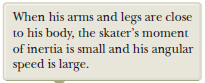 When his arms and legs are close
to his body, the skater's moment
of inertia is small and his angular
speed is large.